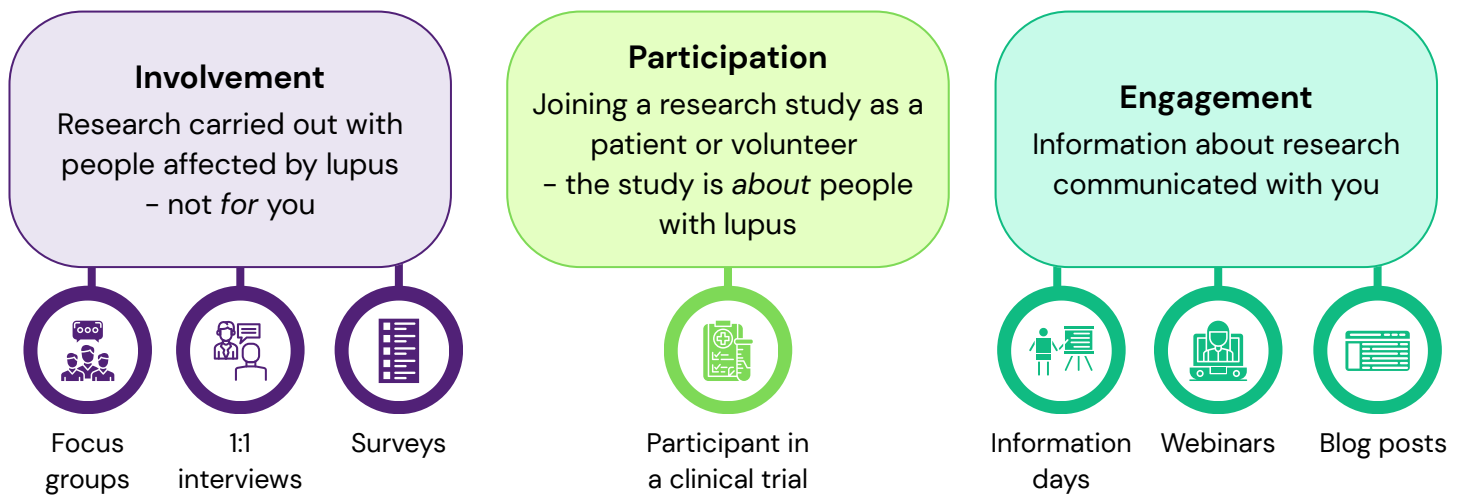 Involvement
Research carried out with
people affected by lupus
- not for you
Focus
groups
1:1
interviews
Surveys
Participation
Joining a research study as a
patient or volunteer
- the study is about people
with lupus
Participant in
a clinical trial
Engagement
Information about research
communicated with you
Information
days
Webinars
Blog posts